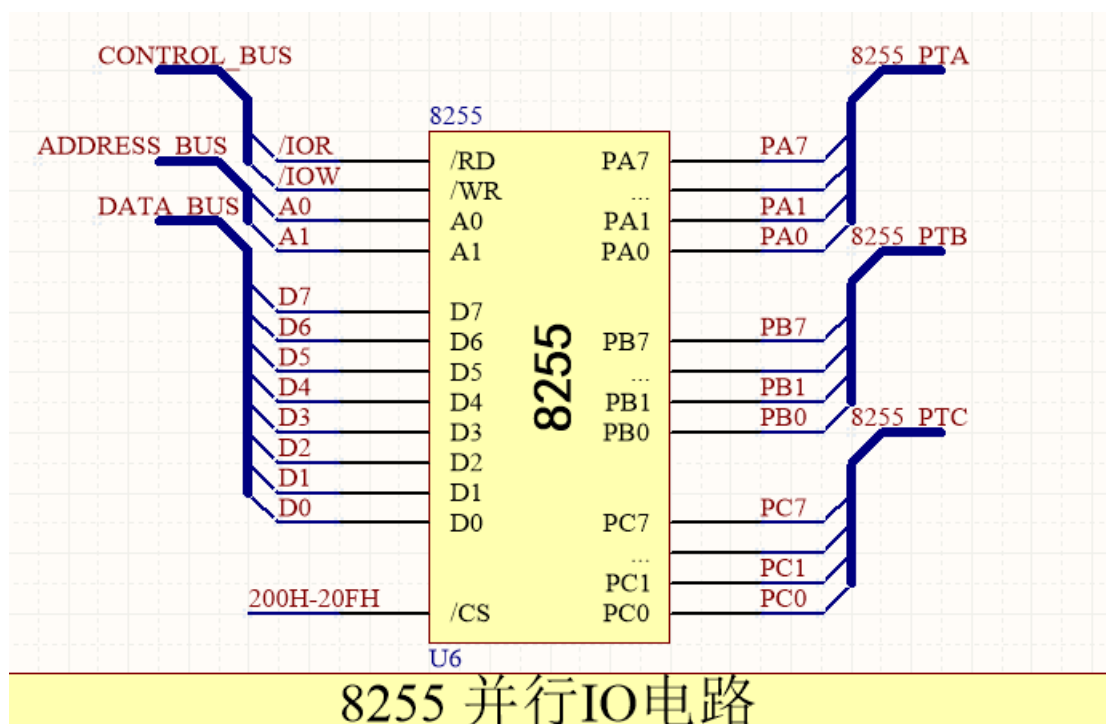 CONTROL_BUS
8255_PTA
8255
ADDRESS_BUS
/IOR
/RD
PA7
PA7
/IOW
/WR
...
DATA_BUS
A0
A0
PA1
PA1
A1
A1
PA0
PA0
8255_PTB
D7
D7
D6
D6
PB7
PB7
D5
D5
...
D4
D4
PB1
PB1
D3
D3
PB0
PB0
8255_PTC
D2
D2
D1
D1
D0
D0
PC7
PC7
...
PC1
PC1
200H-20FH
/CS
PC0
PC0
8255
U6
8255 并行IO电路